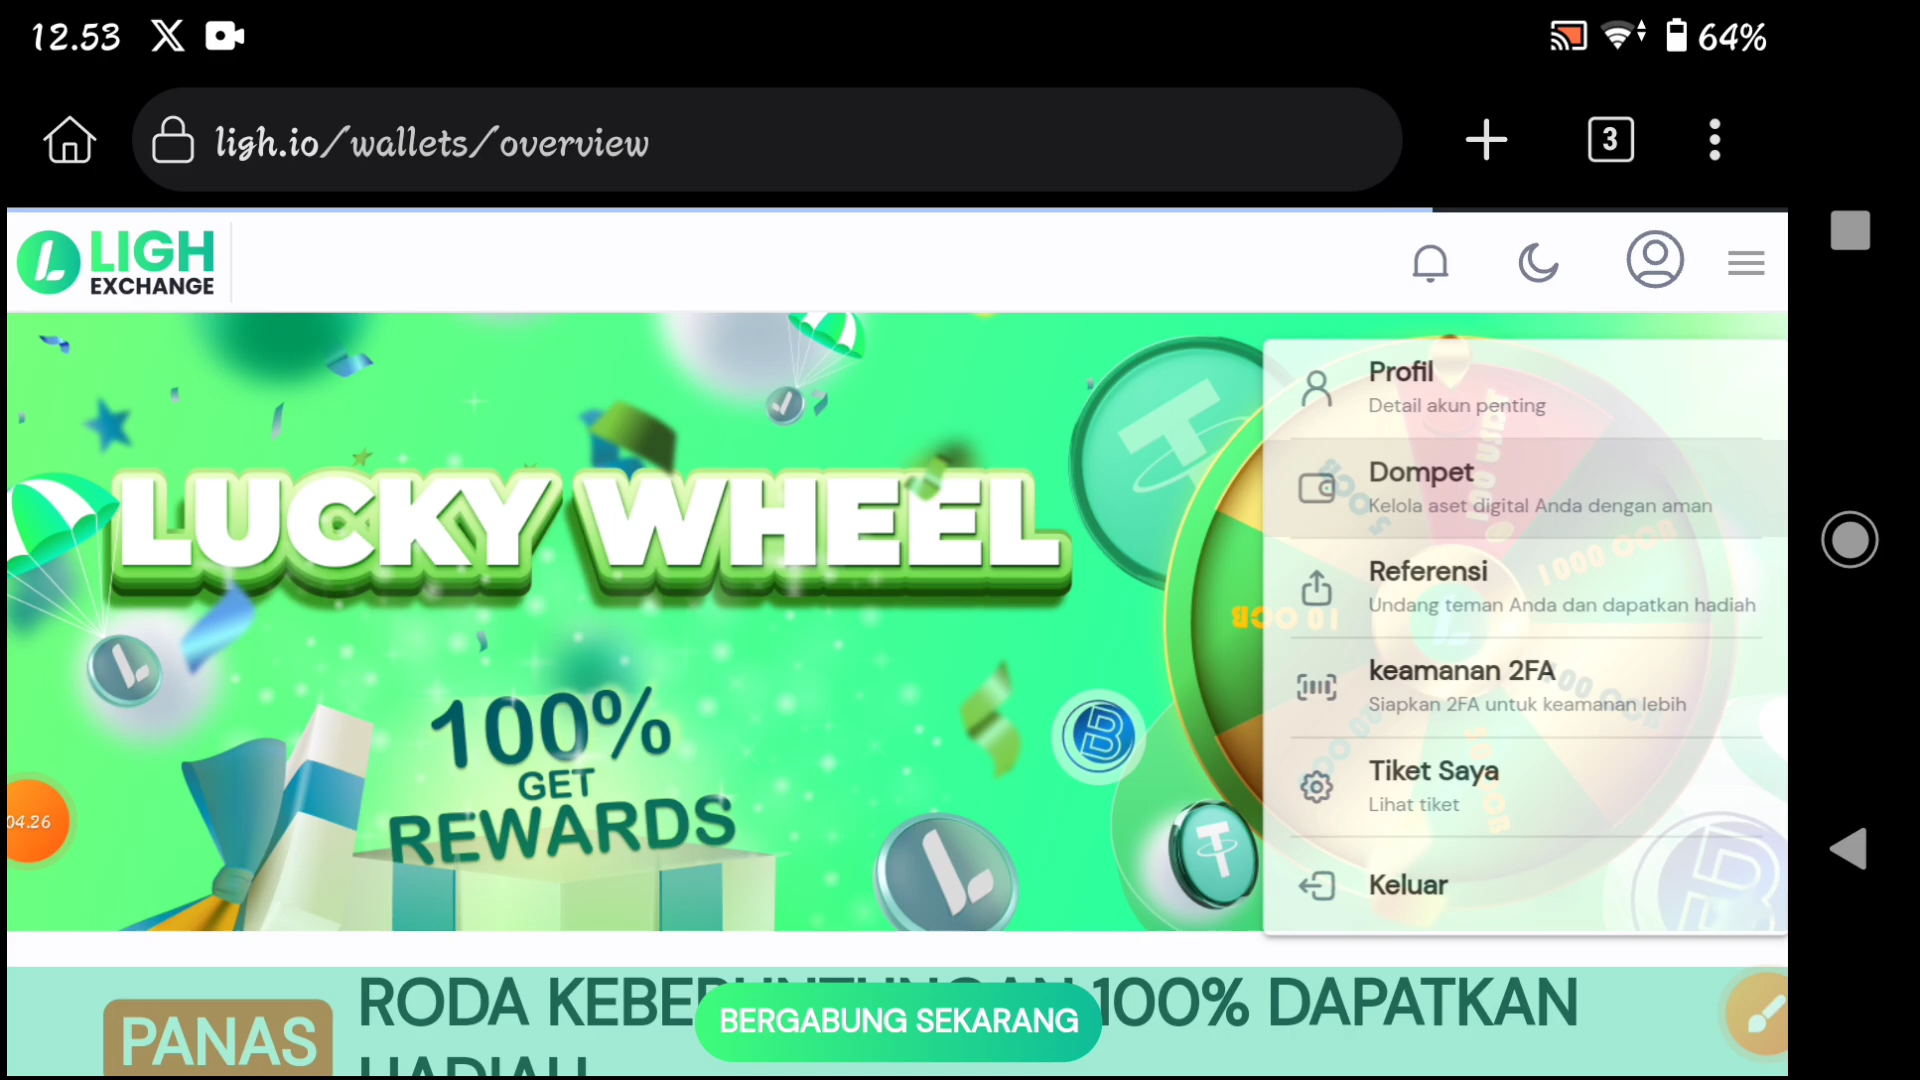 12.53
64%
ligh.io/wallets/overview
3
LIGH
EXCHANGE
LUCKY WHEEL
100%
GET
REWARDS
Profil
Detail akun penting
Dompet
Kelola aset digital Anda dengan aman
Referensi
Undang teman Anda dan dapatkan hadiah
keamanan 2FA
Siapkan 2FA untuk keamanan lebih
Tiket Saya
Lihat tiket
Keluar
04.26
PANAS
100% DAPATKAN
RODA
BERGABUNG SEKARANG